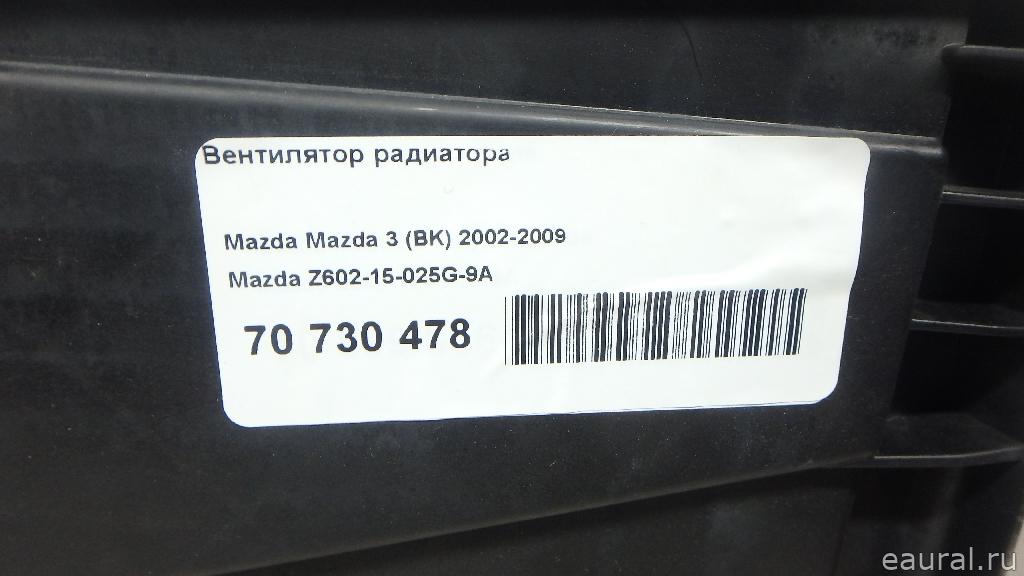 Вентилятор радиатора
Mazda Mazda 3 (BK) 2002-2009
Mazda Z602-15-025G-9A
70 730 478
eaural.ru